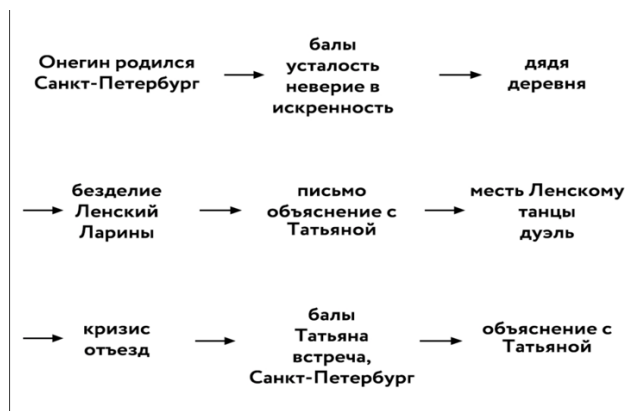 Онегин родился
Санкт-Петербург
балы
усталость
неверие в
искренность
дядя
деревня
безделие
Ленский
Ларины
письмо
объяснение с
Татьяной
месть Ленскому
танцы
дуэль
кризис
отъезд
балы
Татьяна
встреча,
Санкт-Петербург
объяснение с
Татьяной